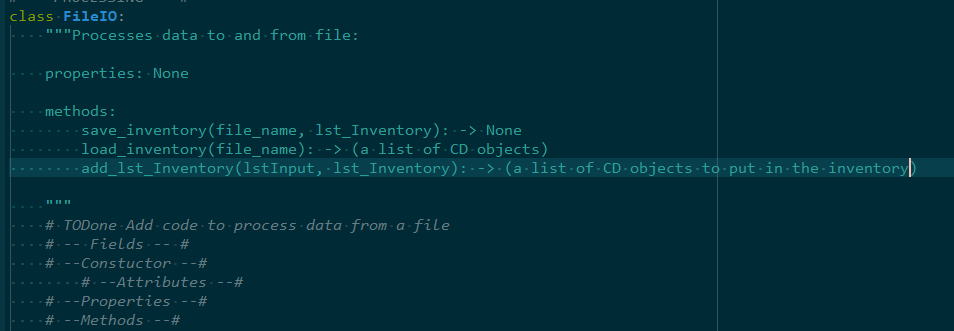 class FileIO:
"""Processes data to and from file:
properties: None
methods:
save_inventory(file_name, lst_Inventory): -> None
load_inventory(file_name): -> (a list of CD objects)
add_lst_Inventory(lstInput, lst_Inventory): -> (a list of CD objects to put in the inventory)
"""
# TODone Add code to process data from a file
# -- Fields -- #
# --Constuctor --#
# --Attributes --#
# --Properties --#
# --Methods --#